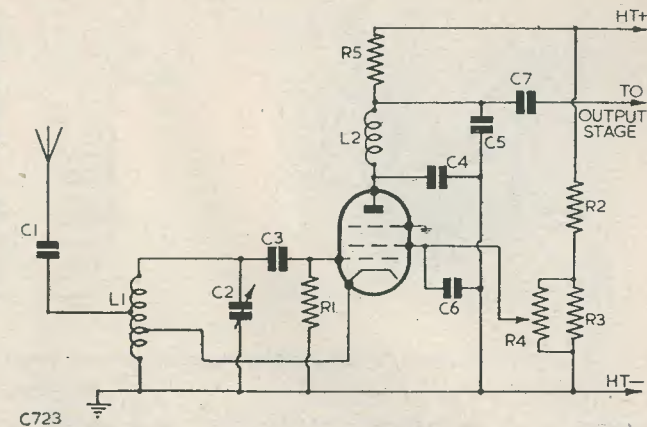 HT+
R5
C7
TO
OUTPUT
STAGE
L2
C5
C4
R2
C1
C3
L1
C2
R1
C6
R4
R3
HT—
C723